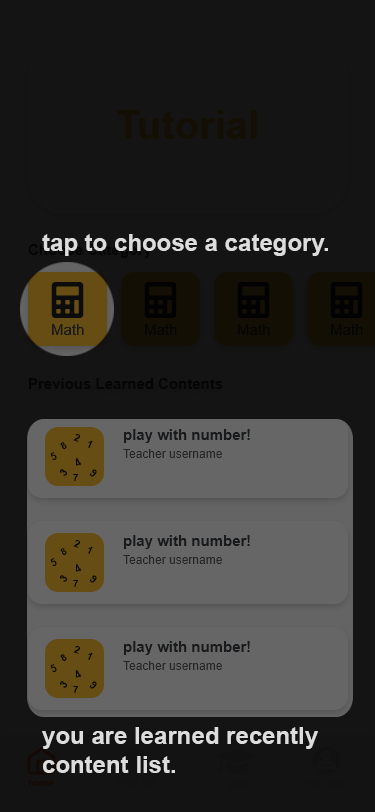 Tutorial
tap to choose a category.
Choose Category
Math
Math
Math
Math
Previous Learned Contents
play with number!
Teacher username
play with number!
Teacher username
play with number!
Teacher username
you are learned recently
content list.